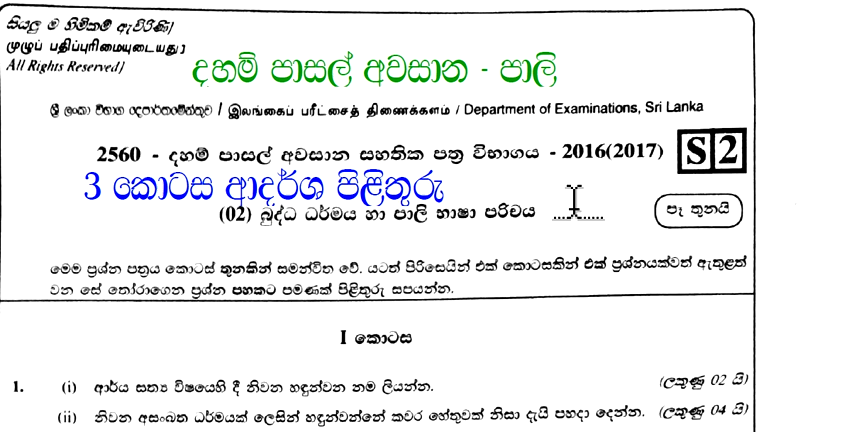 සියලු ම හිමිකම් ඇවිරිණි/
முழுப் பதிப்புரிமையுடையது/
All Rights Reserved/
දහම් පාසල් අවසාන - පාලි
ශ්‍රී ලංකා විභාග දෙපාර්තමේන්තුව / இலங்கைப் பரீட்சைத் திணைக்களம் / Department of Examinations, Sri Lanka
2560 - දහම් පාසල් අවසාන සහතික පත්‍ර විභාගය - 2016(2017) S 2
3 කොටස ආදර්ශ පිළිතුරු
(02) බුද්ධ ධර්මය හා පාලි භාෂා පරිචය ............ පැ තුනයි
මෙම ප්‍රශ්න පත්‍රය කොටස් තුනකින් සමන්විත වේ. යටත් පිරිසෙයින් එක් කොටසකින් එක් ප්‍රශ්නයක්වත් ඇතුළත්
වන සේ තෝරාගෙන ප්‍රශ්න පහකට පමණක් පිළිතුරු සපයන්න.
I කොටස
1. (i) ආර්ය සත්‍ය විෂයෙහි දී නිවන හඳුන්වන නම ලියන්න. (ලකුණු 02 යි)
(ii) නිවන අසංඛත ධර්මයක් ලෙසින් හඳුන්වන්නේ කවර හේතුවක් නිසා දැයි පහදා දෙන්න. (ලකුණු 04 යි)